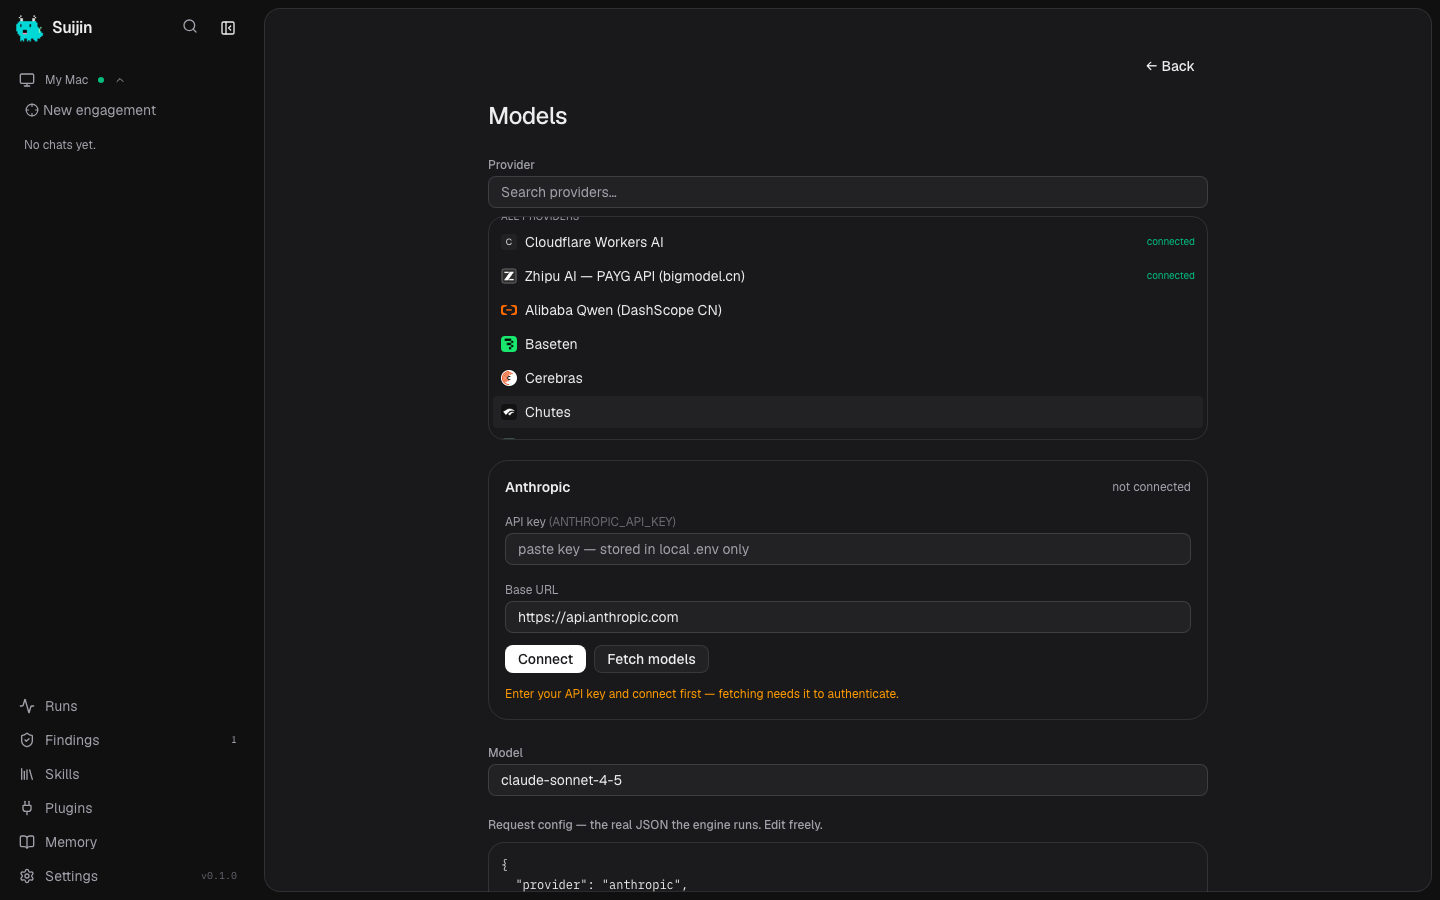 Suijin
My Mac
New engagement
No chats yet.
Runs
Findings 1
Skills
Plugins
Memory
Settings v0.1.0
← Back
Models
Provider
Search providers…
ALL PROVIDERS
C Cloudflare Workers AI connected
Zhipu AI — PAYG API (bigmodel.cn) connected
Alibaba Qwen (DashScope CN)
Baseten
Cerebras
Chutes
Anthropic not connected
API key (ANTHROPIC_API_KEY)
paste key — stored in local .env only
Base URL
https://api.anthropic.com
Connect Fetch models
Enter your API key and connect first — fetching needs it to authenticate.
Model
claude-sonnet-4-5
Request config — the real JSON the engine runs. Edit freely.
{
"provider": "anthropic",